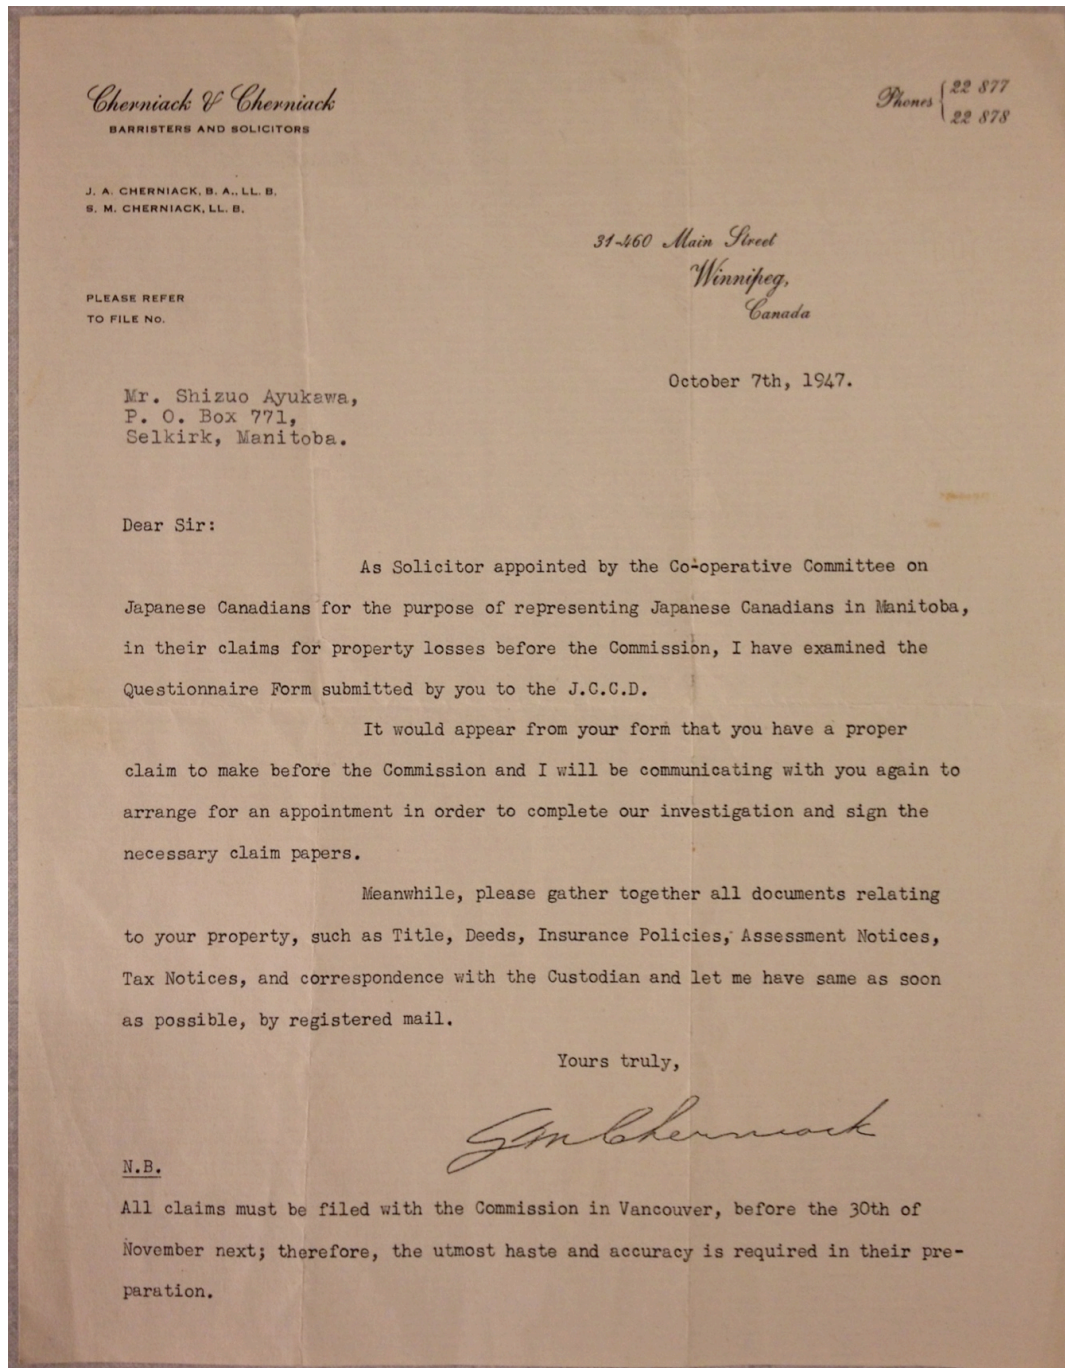 Cherniack & Cherniack
BARRISTERS AND SOLICITORS
Phones { 22 877
22 878
J. A. CHERNIACK, B. A., LL. B.
S. M. CHERNIACK, LL. B.
31-460 Main Street
Winnipeg,
Canada
PLEASE REFER
TO FILE No.
October 7th, 1947.
Mr. Shizuo Ayukawa,
P. O. Box 771,
Selkirk, Manitoba.
Dear Sir:
As Solicitor appointed by the Co-operative Committee on
Japanese Canadians for the purpose of representing Japanese Canadians in Manitoba,
in their claims for property losses before the Commission, I have examined the
Questionnaire Form submitted by you to the J.C.C.D.
It would appear from your form that you have a proper
claim to make before the Commission and I will be communicating with you again to
arrange for an appointment in order to complete our investigation and sign the
necessary claim papers.
Meanwhile, please gather together all documents relating
to your property, such as Title, Deeds, Insurance Policies, Assessment Notices,
Tax Notices, and correspondence with the Custodian and let me have same as soon
as possible, by registered mail.
Yours truly,
SMCherniack
N.B.
All claims must be filed with the Commission in Vancouver, before the 30th of
November next; therefore, the utmost haste and accuracy is required in their pre-
paration.